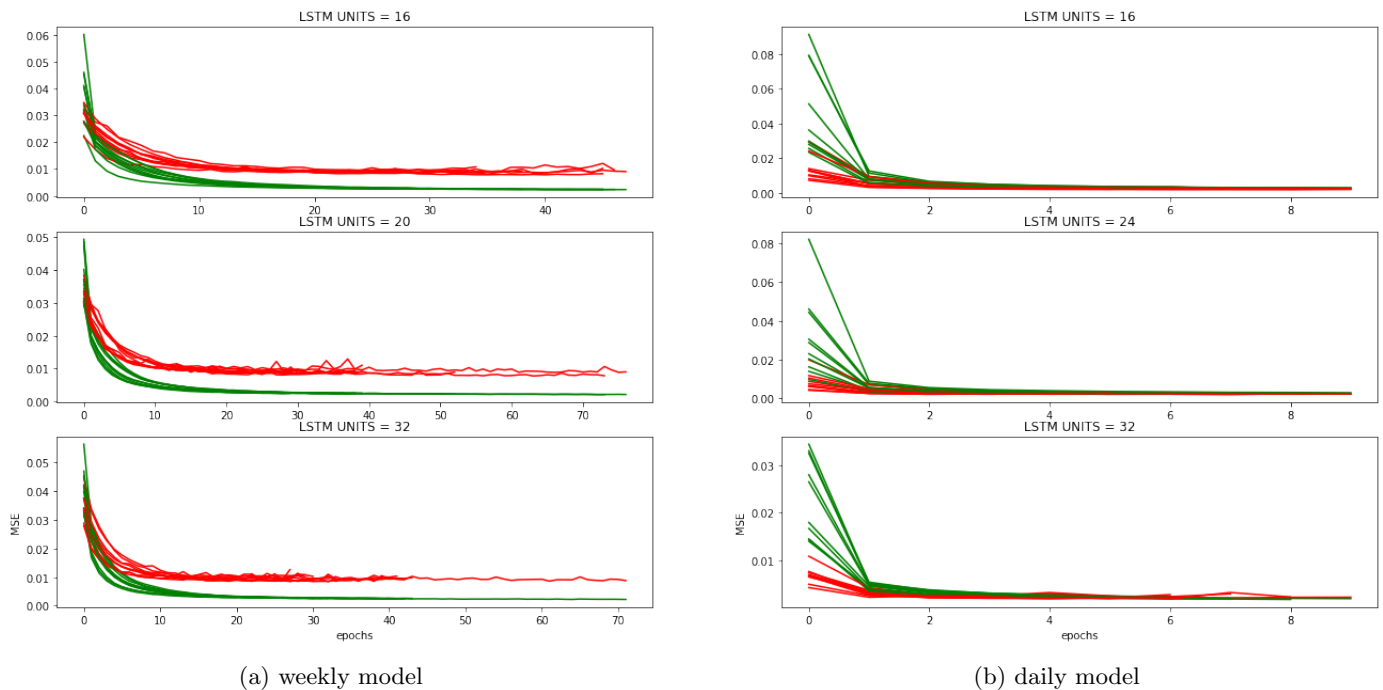 LSTM UNITS = 16
0.06
0.05
0.04
0.03
0.02
0.01
0.00
0 10 20 30 40
LSTM UNITS = 20
0.05
0.04
0.03
0.02
0.01
0.00
0 10 20 30 40 50 60 70
LSTM UNITS = 32
0.05
0.04
0.03
0.02
0.01
0.00
MSE
0 10 20 30 40 50 60 70
epochs
(a) weekly model
LSTM UNITS = 16
0.08
0.06
0.04
0.02
0.00
0 2 4 6 8
LSTM UNITS = 24
0.08
0.06
0.04
0.02
0.00
0 2 4 6 8
LSTM UNITS = 32
0.03
0.02
0.01
MSE
0 2 4 6 8
epochs
(b) daily model